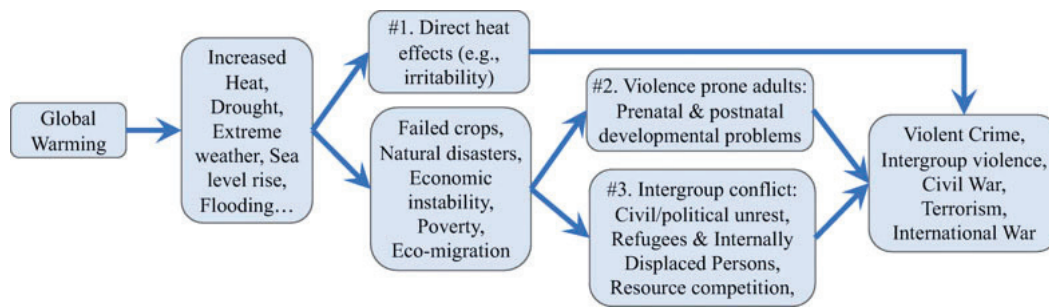 Global
Warming
Increased
Heat,
Drought,
Extreme
weather, Sea
level rise,
Flooding…
#1. Direct heat
effects (e.g.,
irritability)
Failed crops,
Natural disasters,
Economic
instability,
Poverty,
Eco-migration
#2. Violence prone adults:
Prenatal & postnatal
developmental problems
#3. Intergroup conflict:
Civil/political unrest,
Refugees & Internally
Displaced Persons,
Resource competition,
Violent Crime,
Intergroup violence,
Civil War,
Terrorism,
International War